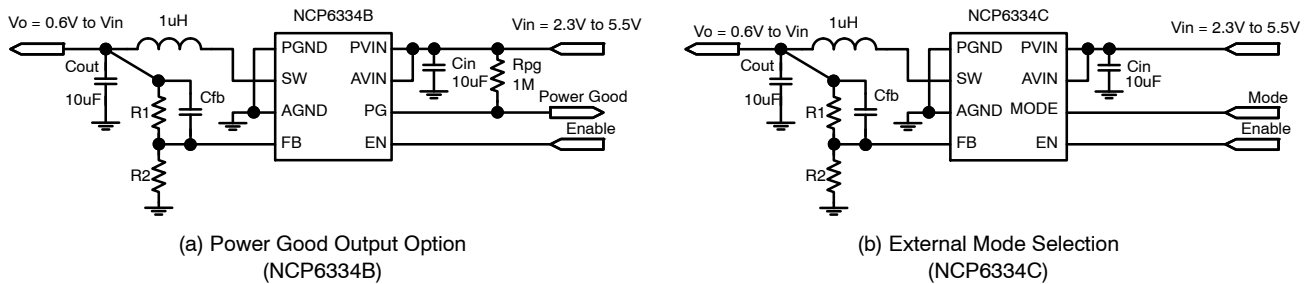 NCP6334B
Vo = 0.6V to Vin
1uH
Vin = 2.3V to 5.5V
PGND
PVIN
Cout
10uF
SW
AVIN
Cin
10uF
Rpg
1M
R1
Cfb
AGND
PG
Power Good
FB
EN
Enable
R2
(a) Power Good Output Option
(NCP6334B)
NCP6334C
Vo = 0.6V to Vin
1uH
Vin = 2.3V to 5.5V
PGND
PVIN
Cout
10uF
SW
AVIN
Cin
10uF
R1
Cfb
AGND
MODE
Mode
FB
EN
Enable
R2
(b) External Mode Selection
(NCP6334C)